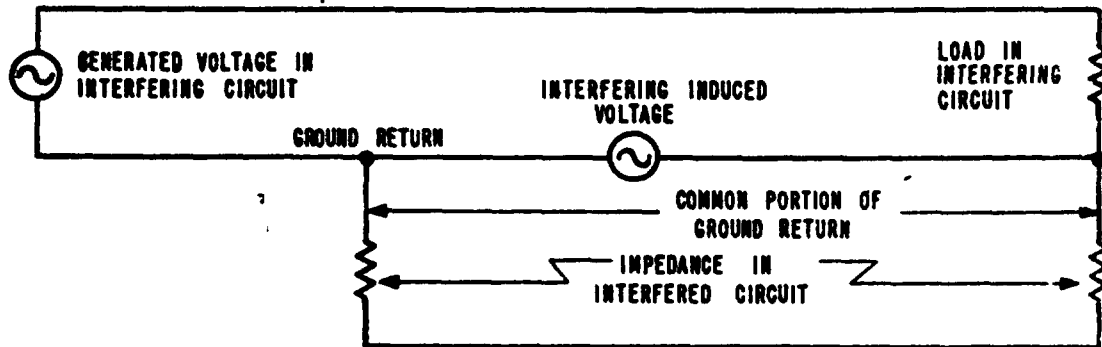 GENERATED VOLTAGE IN
INTERFERING CIRCUIT
LOAD IN
INTERFERING
CIRCUIT
INTERFERING INDUCED
VOLTAGE
GROUND RETURN
COMMON PORTION OF
GROUND RETURN
IMPEDANCE IN
INTERFERED CIRCUIT